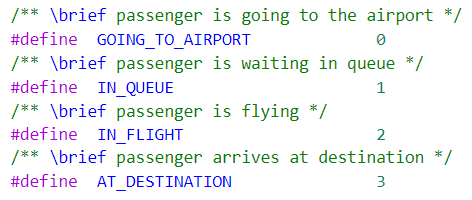 /** \brief passenger is going to the airport */
#define  GOING_TO_AIRPORT             0
/** \brief passenger is waiting in queue */
#define  IN_QUEUE                     1
/** \brief passenger is flying */
#define  IN_FLIGHT                    2
/** \brief passenger arrives at destination */
#define  AT_DESTINATION               3